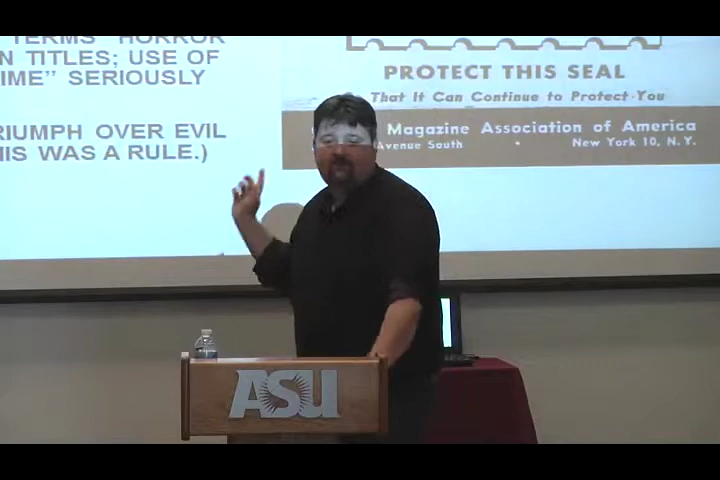 TERMS "HORROR
N TITLES; USE OF
IME" SERIOUSLY
RIUMPH OVER EVIL
HIS WAS A RULE.)
PROTECT THIS SEAL
That It Can Continue to Protect You
Magazine Association of America
Avenue South • New York 10, N. Y.
ASU